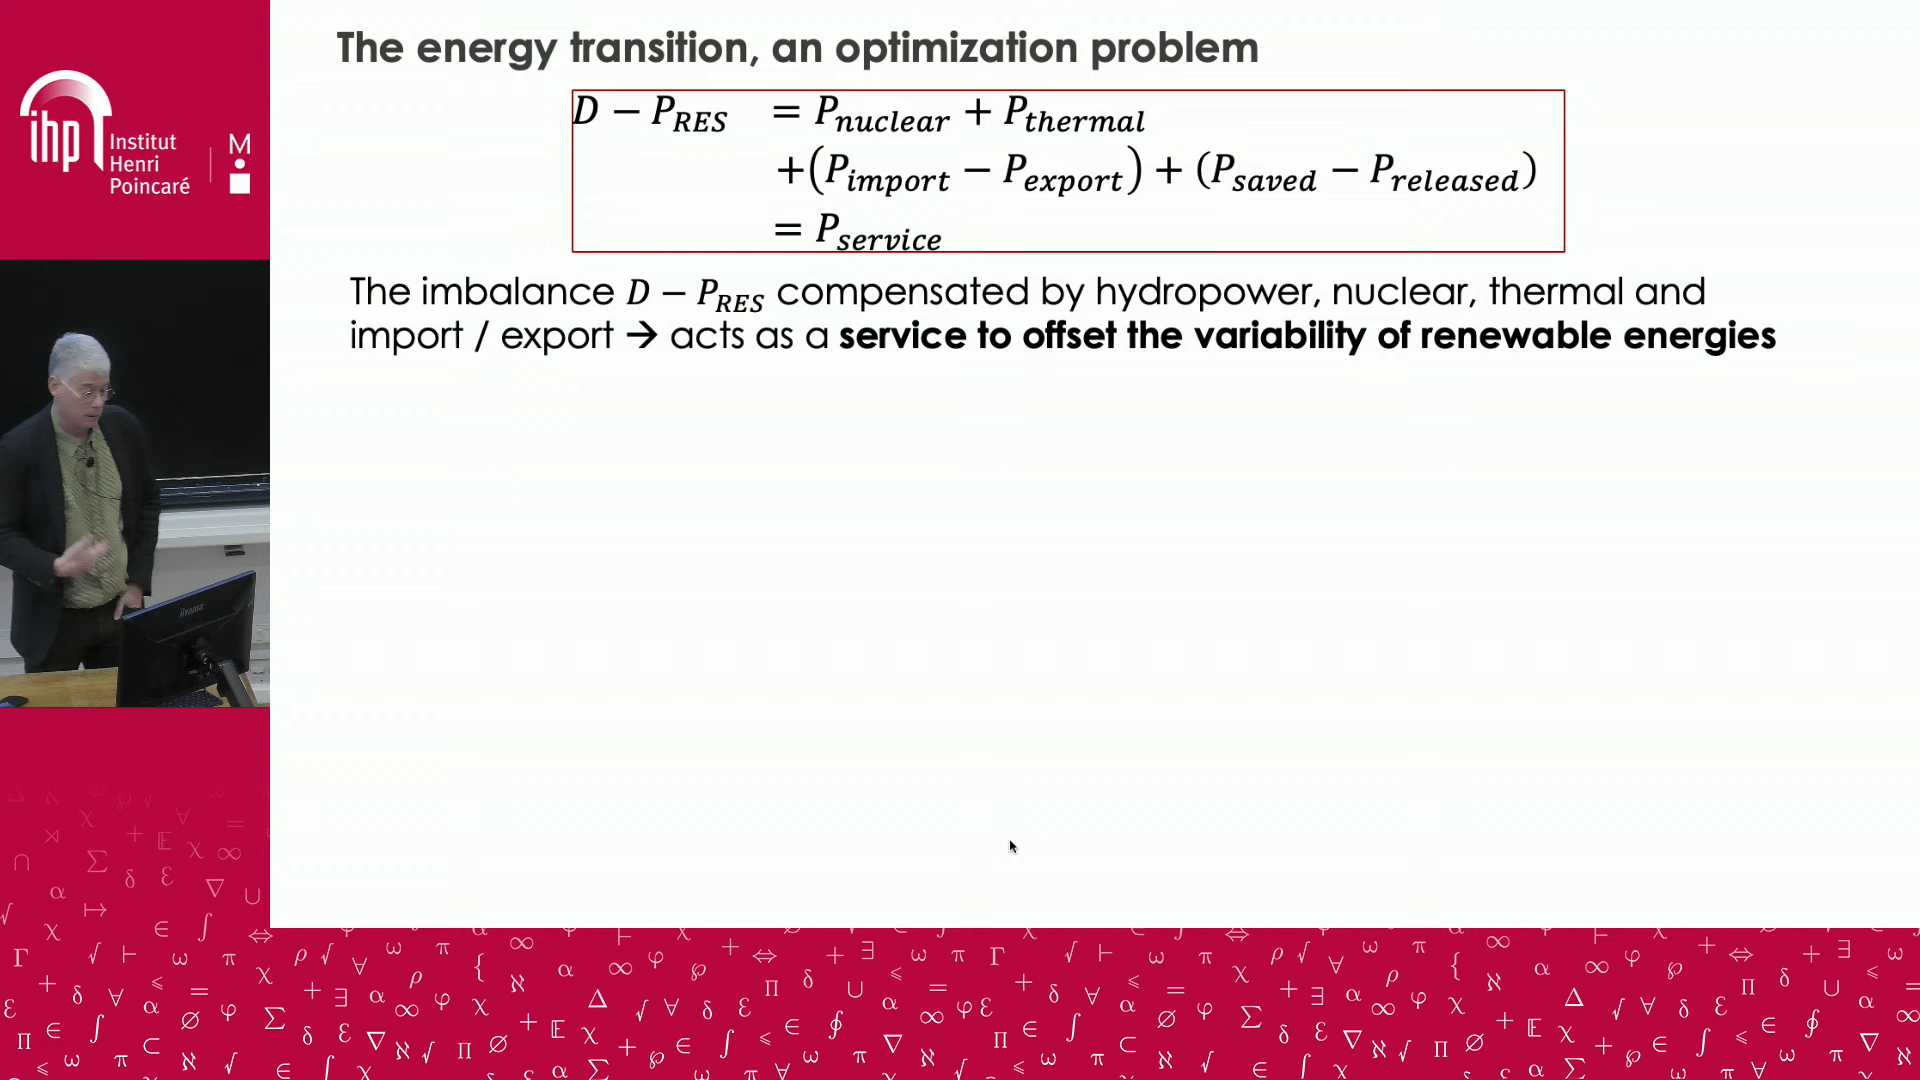 The energy transition, an optimization problem
D − P_RES = P_nuclear + P_thermal
+(P_import − P_export) + (P_saved − P_released)
= P_service
The imbalance D − P_RES compensated by hydropower, nuclear, thermal and
import / export → acts as a service to offset the variability of renewable energies
ihp Institut
Henri
Poincaré
M
iiyama